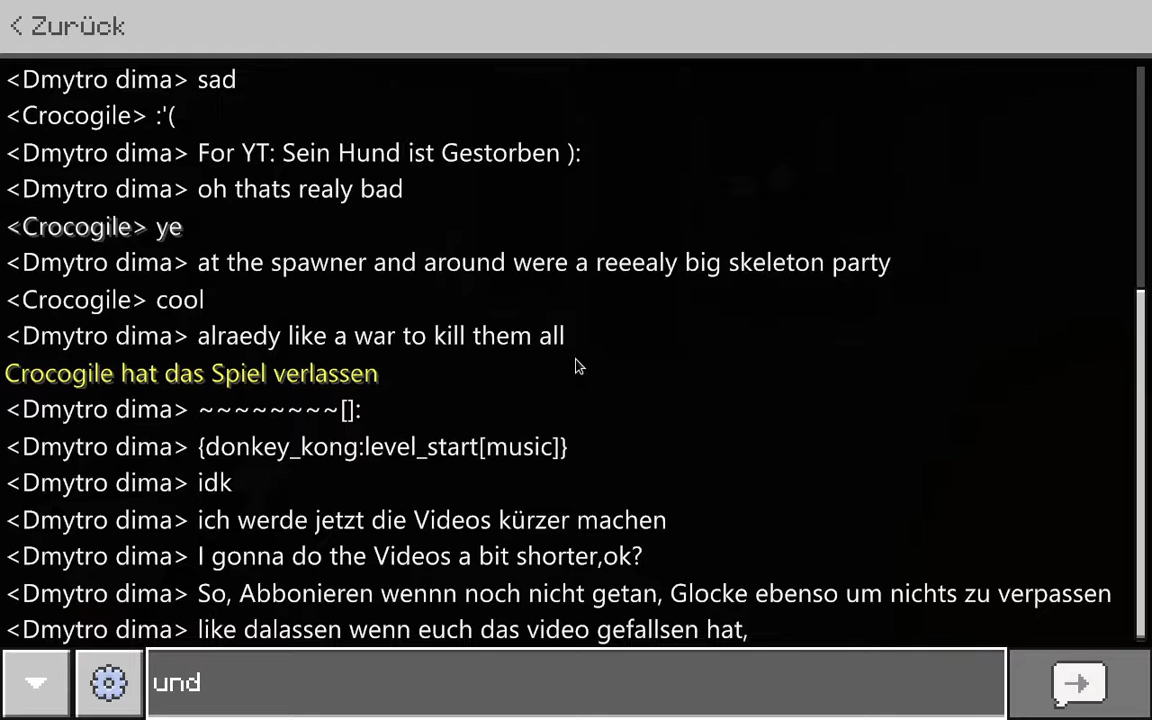 < Zurück
<Dmytro dima> sad
<Crocogile> :'(
<Dmytro dima> For YT: Sein Hund ist Gestorben ):
<Dmytro dima> oh thats realy bad
<Crocogile> ye
<Dmytro dima> at the spawner and around were a reeealy big skeleton party
<Crocogile> cool
<Dmytro dima> alraedy like a war to kill them all
Crocogile hat das Spiel verlassen
<Dmytro dima> ~~~~~~~~[]:
<Dmytro dima> {donkey_kong:level_start[music]}
<Dmytro dima> idk
<Dmytro dima> ich werde jetzt die Videos kürzer machen
<Dmytro dima> I gonna do the Videos a bit shorter,ok?
<Dmytro dima> So, Abbonieren wennn noch nicht getan, Glocke ebenso um nichts zu verpassen
<Dmytro dima> like dalassen wenn euch das video gefallsen hat,
und